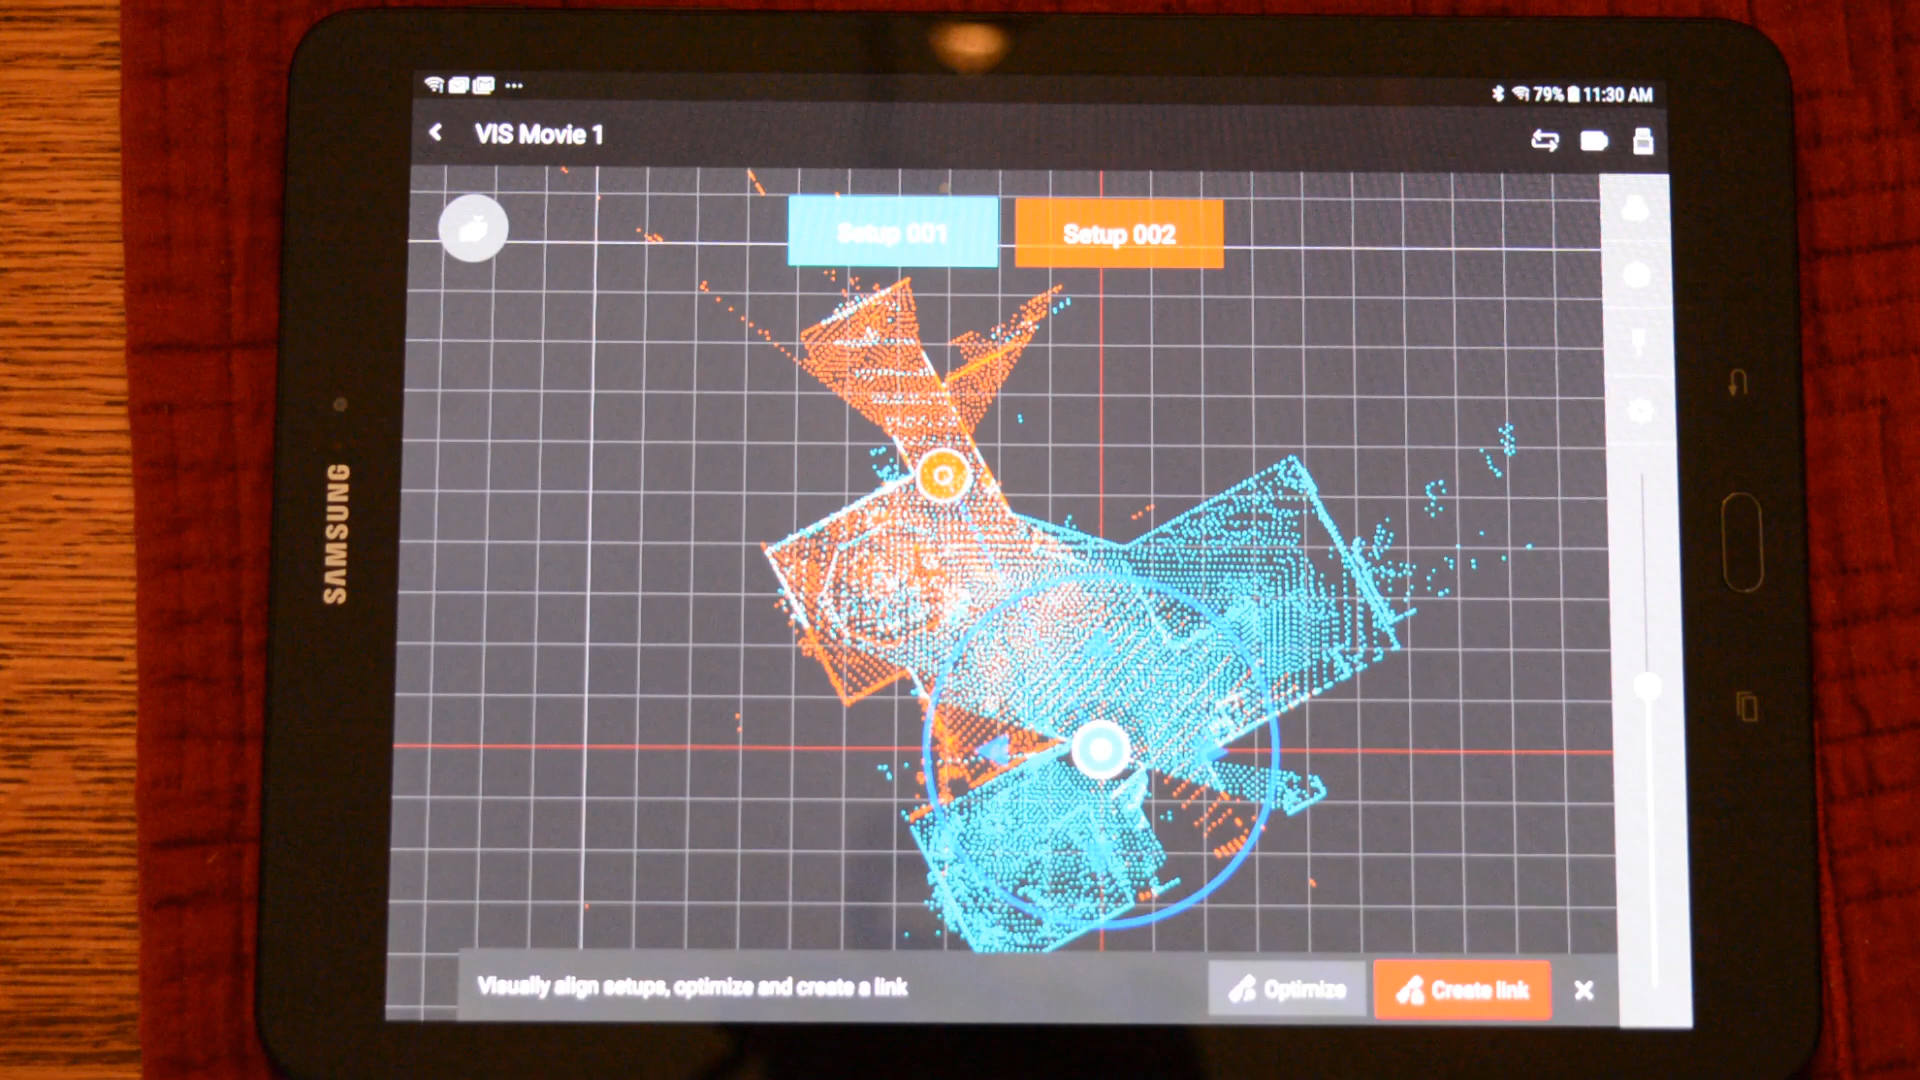 79% 11:30 AM
VIS Movie 1
Setup 001
Setup 002
SAMSUNG
Visually align setups, optimize and create a link
Optimize
Create link